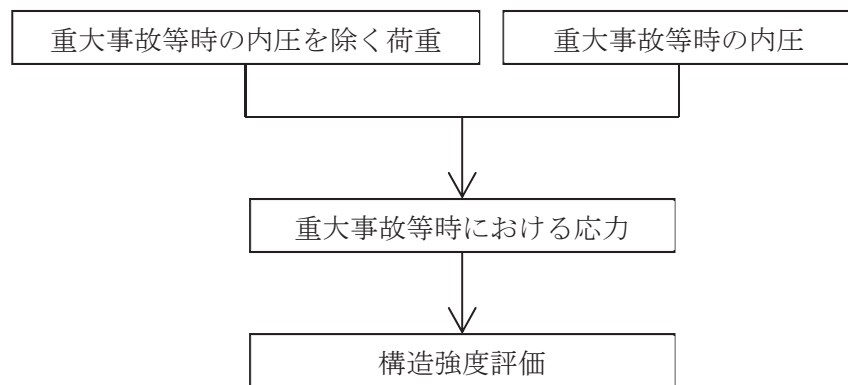 重大事故等時の内圧を除く荷重
重大事故等時の内圧
重大事故等時における応力
構造強度評価